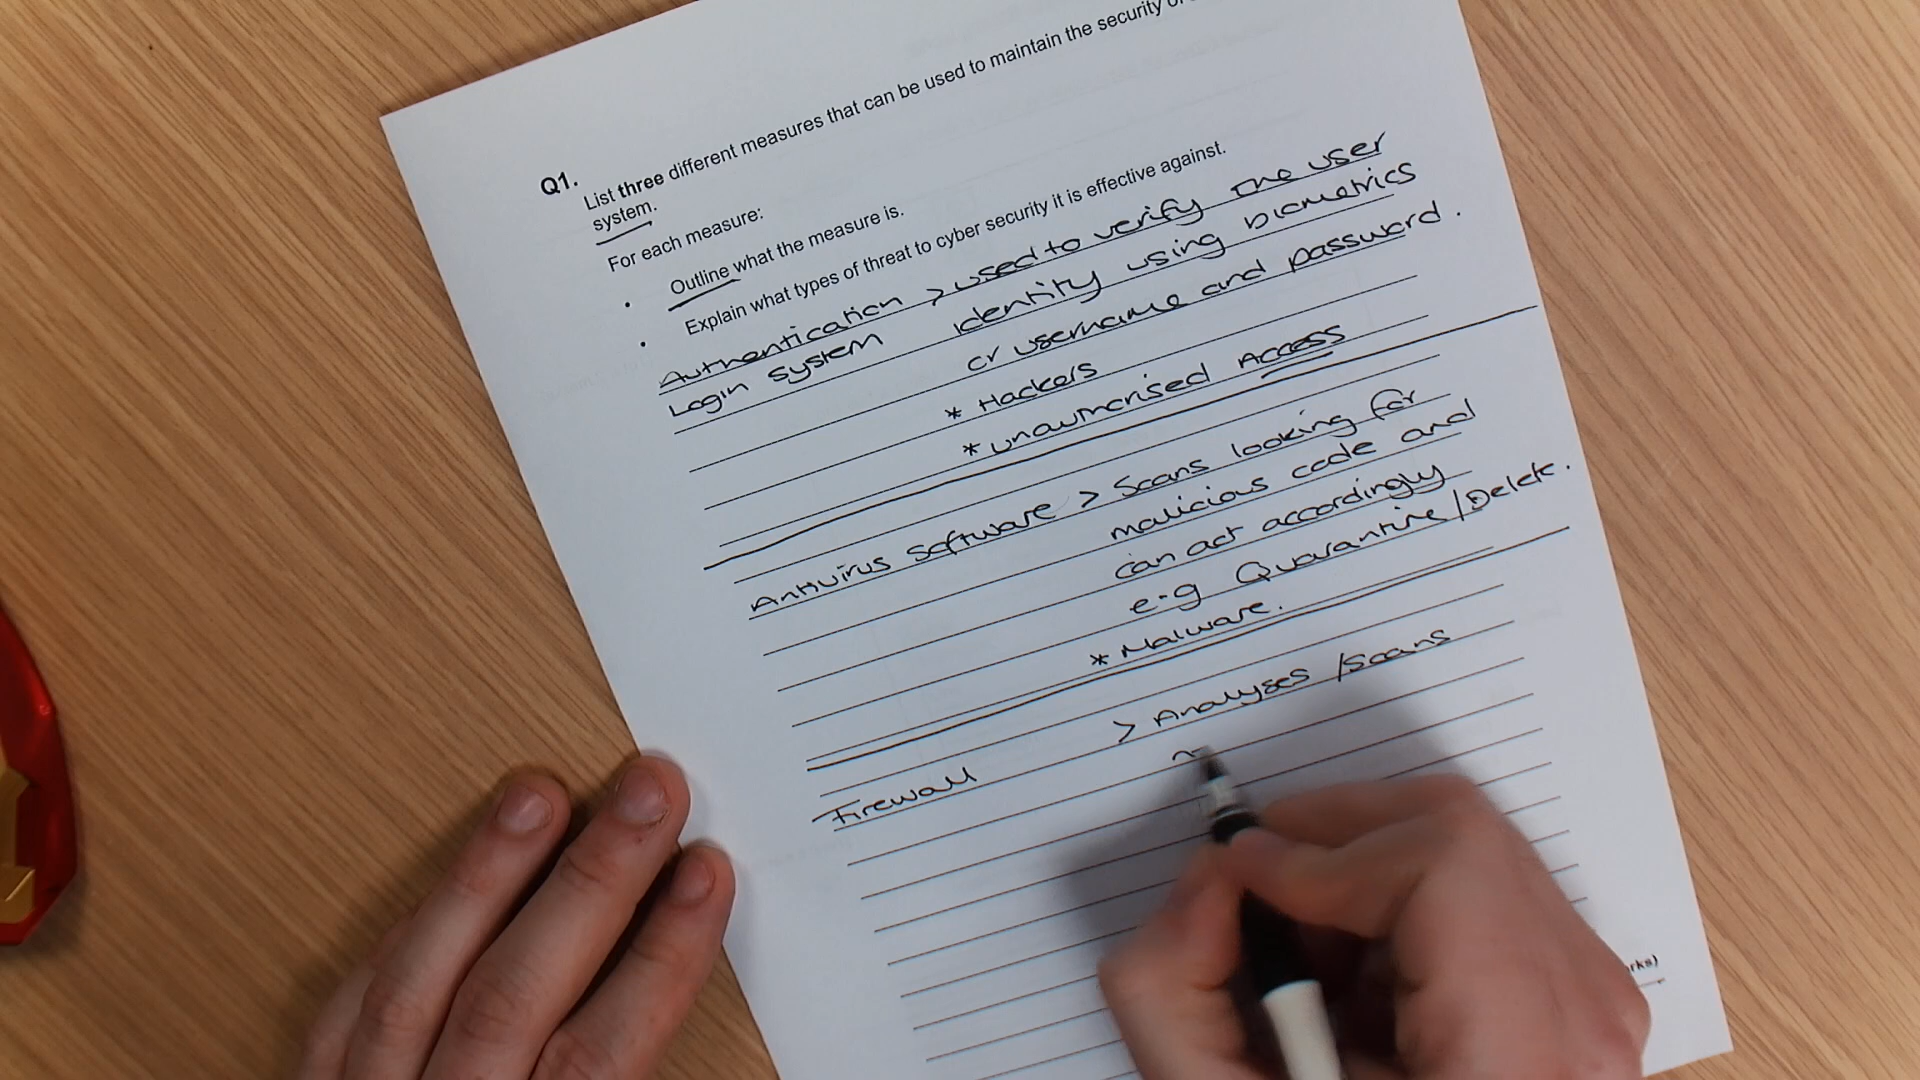 Q1.
List three different measures that can be used to maintain the security of
system.
For each measure:
• Outline what the measure is.
• Explain what types of threat to cyber security it is effective against.
Authentication > used to verify the user
Login system identity using biometrics
or username and password.
* Hackers
* unauthorised Access
Antivirus Software > Scans looking for
malicious code and
can act accordingly
e.g Quarantine/Delete.
* Malware.
Firewall > Analyses/Scans